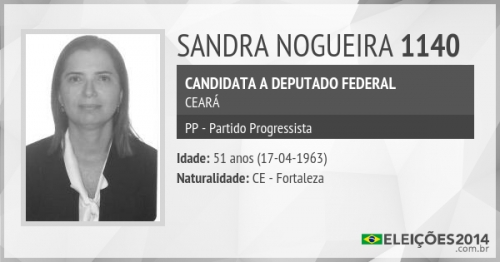 SANDRA NOGUEIRA 1140
CANDIDATA A DEPUTADO FEDERAL
CEARÁ
PP - Partido Progressista
Idade: 51 anos (17-04-1963)
Naturalidade: CE - Fortaleza
ELEIÇÕES2014
.com.br